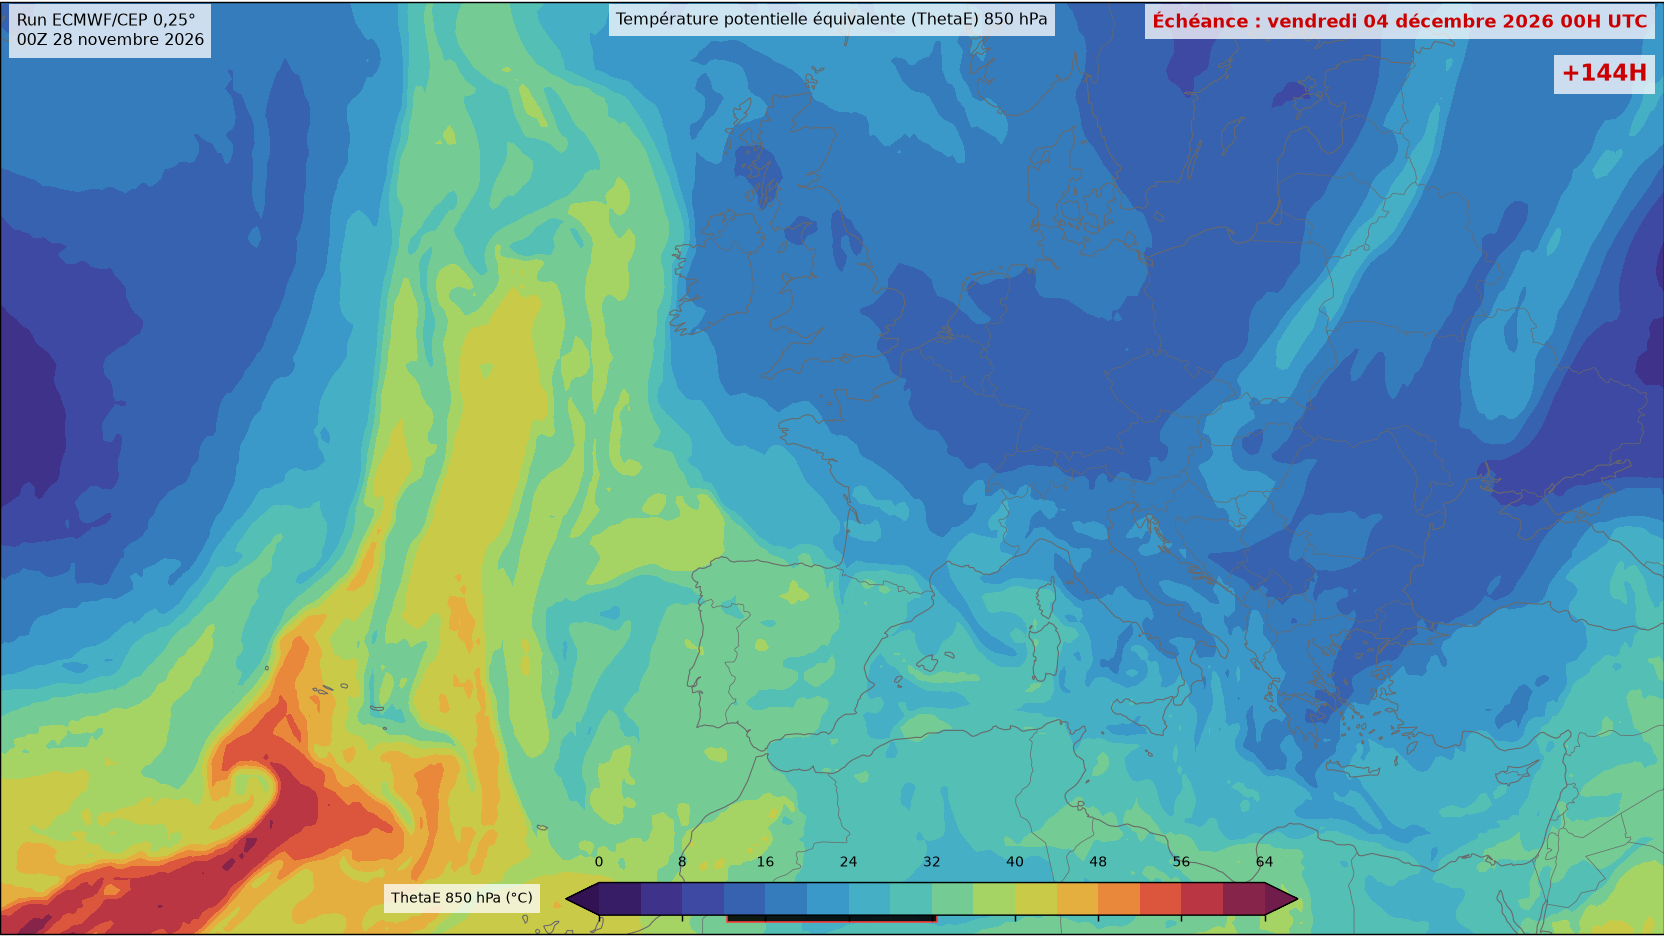 Run ECMWF/CEP 0,25°
00Z 28 novembre 2026
Température potentielle équivalente (ThetaE) 850 hPa
Échéance : vendredi 04 décembre 2026 00H UTC
+144H
0 8 16 24 32 40 48 56 64
ThetaE 850 hPa (°C)